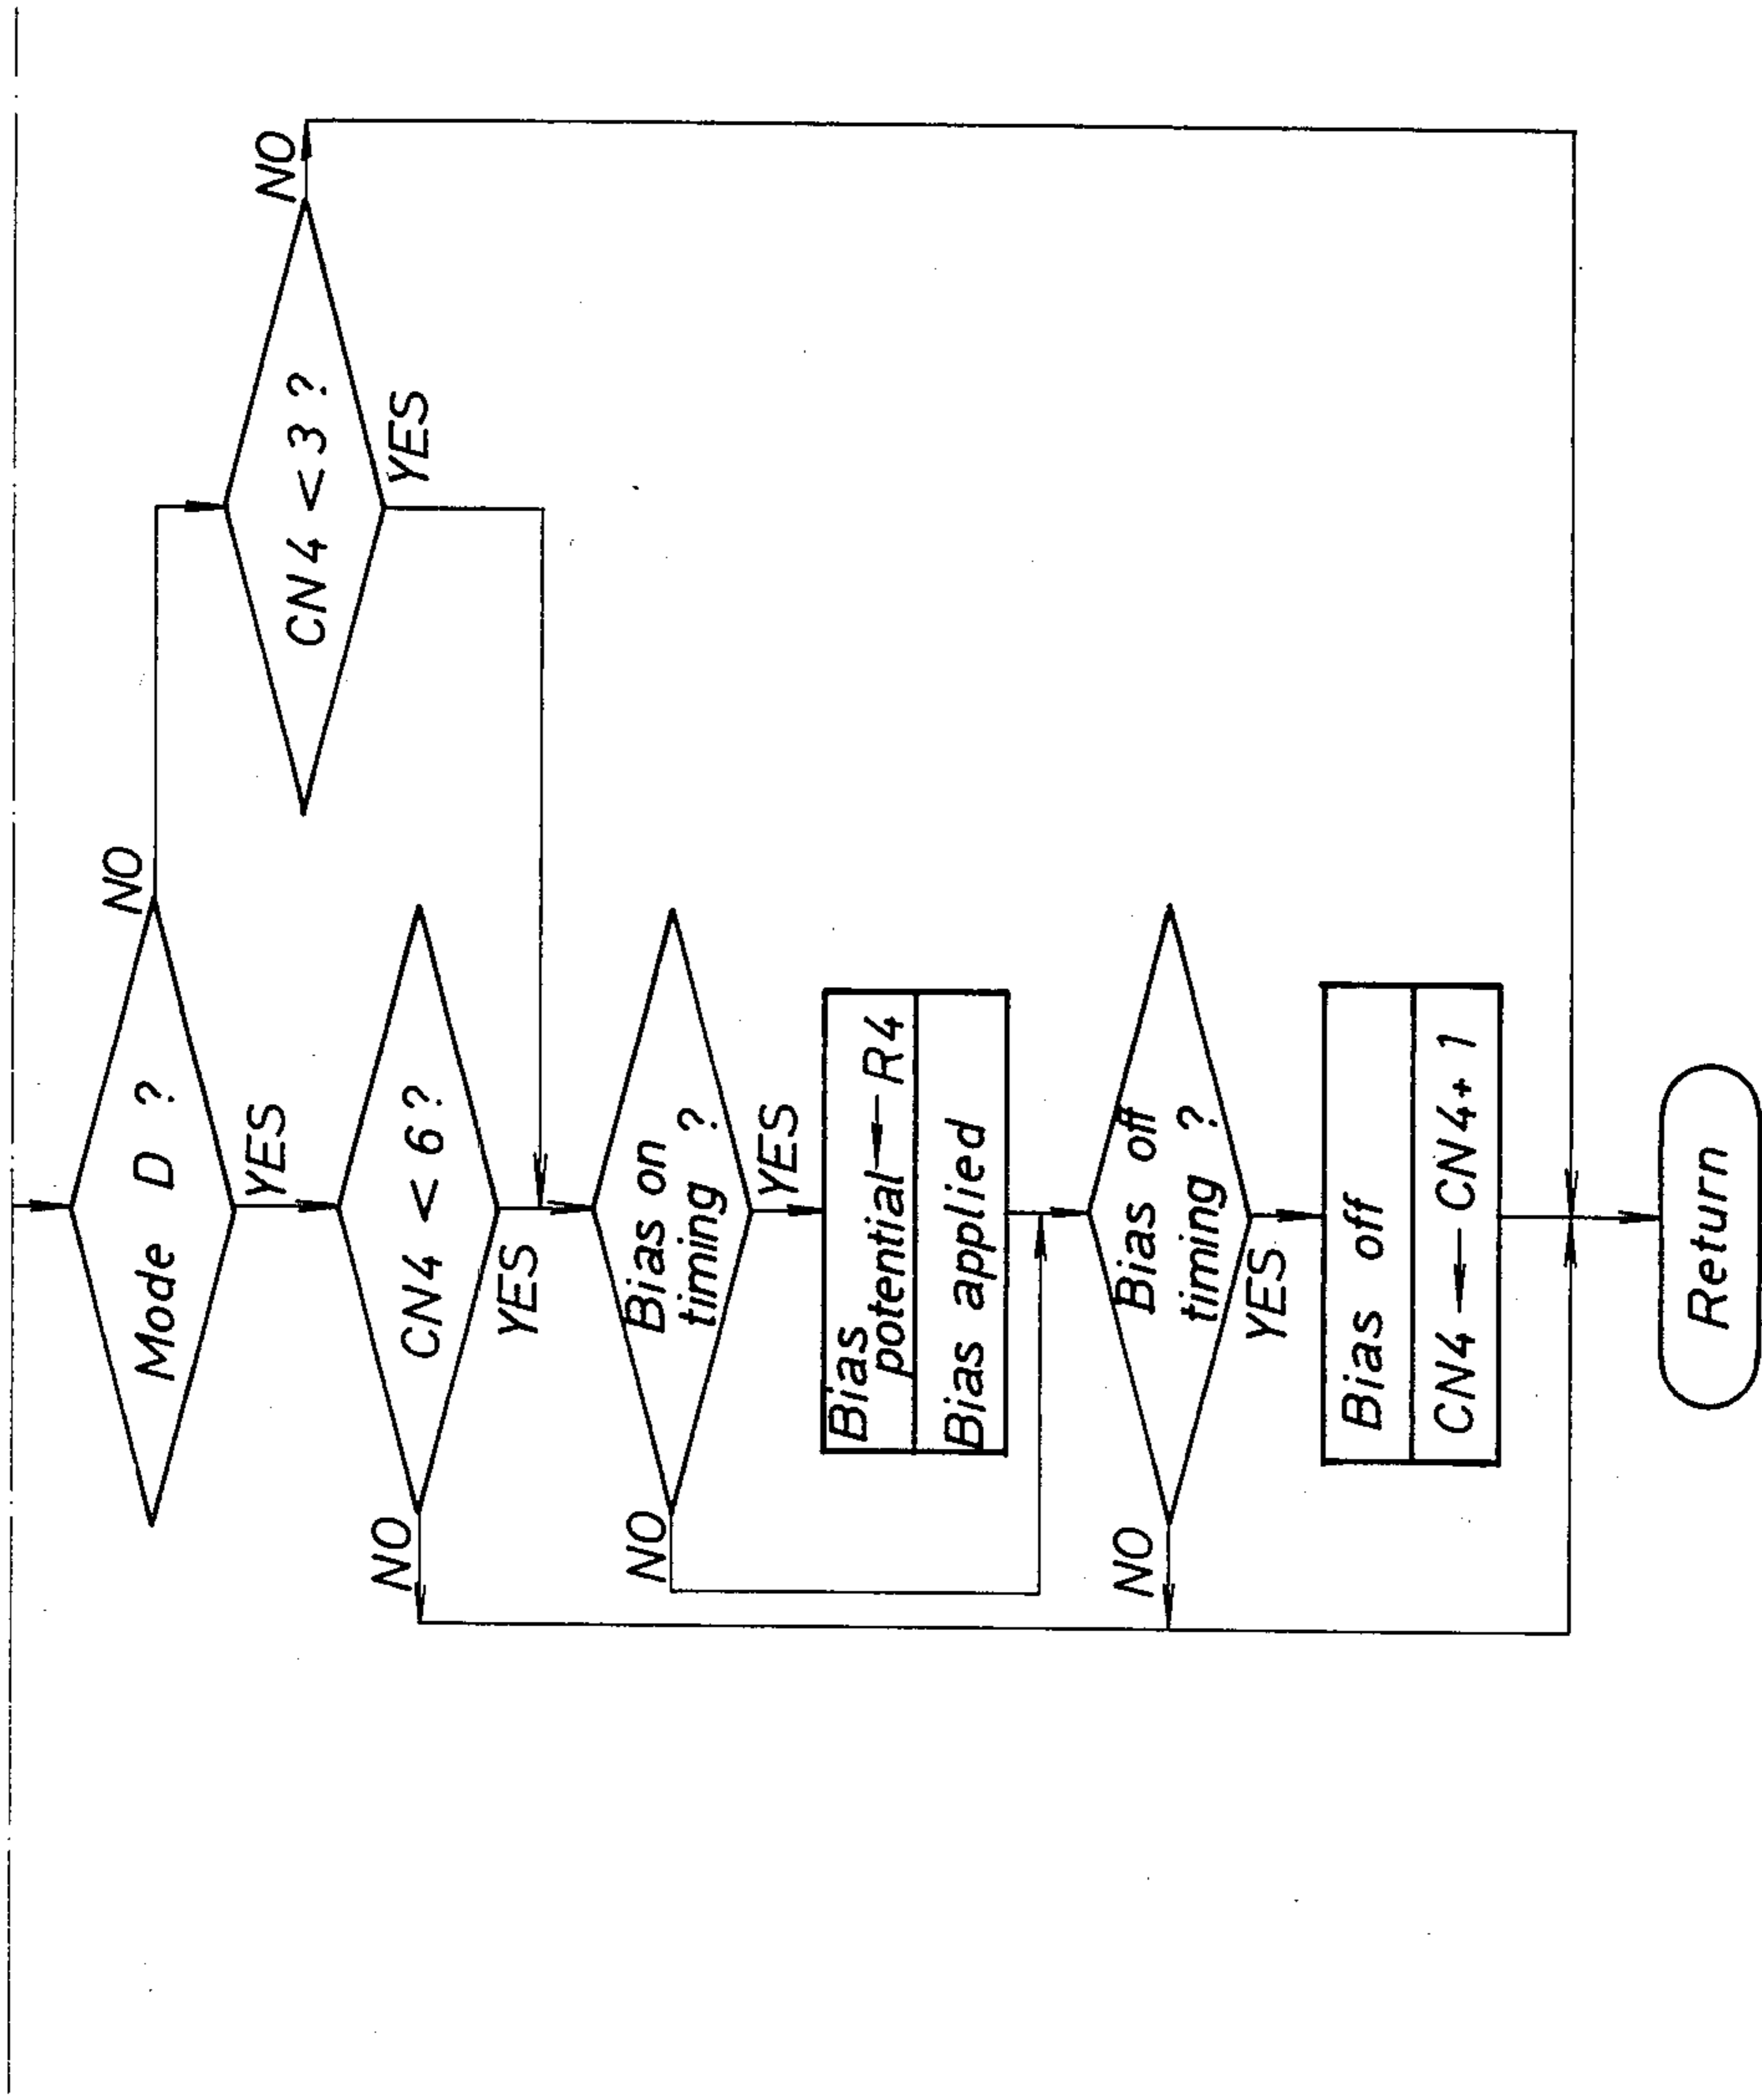 Mode D ?
NO
YES
CN4 < 3 ?
NO
YES
CN4 < 6 ?
NO
YES
Bias on
timing ?
NO
YES
Bias
potential ← R4
Bias applied
Bias off
timing ?
NO
YES
Bias off
CN4 ← CN4 + 1
Return